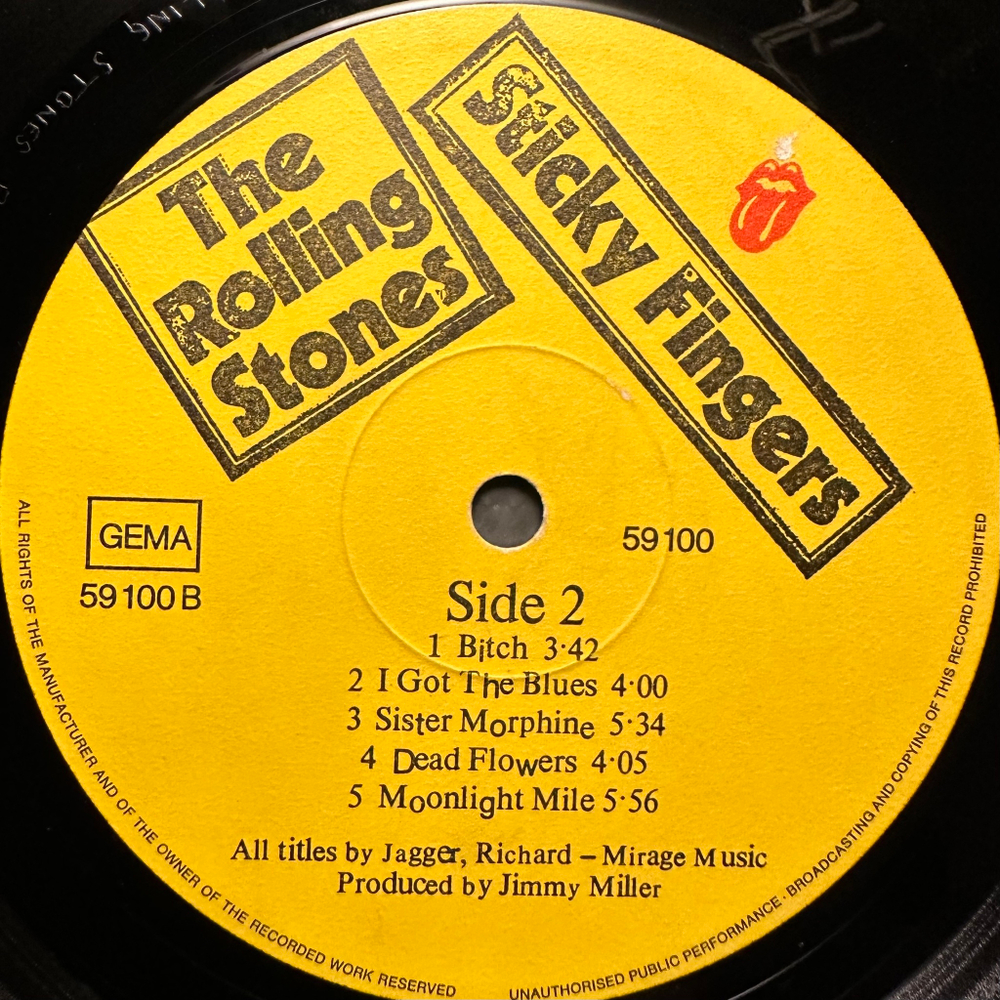 STONES
The
Rolling
Stones
Sticky Fingers
GEMA
59100 B
59100
Side 2
1 Bitch 3·42
2 I Got The Blues 4·00
3 Sister Morphine 5·34
4 Dead Flowers 4·05
5 Moonlight Mile 5·56
All titles by Jagger, Richard – Mirage Music
Produced by Jimmy Miller
ALL RIGHTS OF THE MANUFACTURER AND OF THE OWNER OF THE RECORDED WORK RESERVED
UNAUTHORISED PUBLIC PERFORMANCE · BROADCASTING AND COPYING OF THIS RECORD PROHIBITED